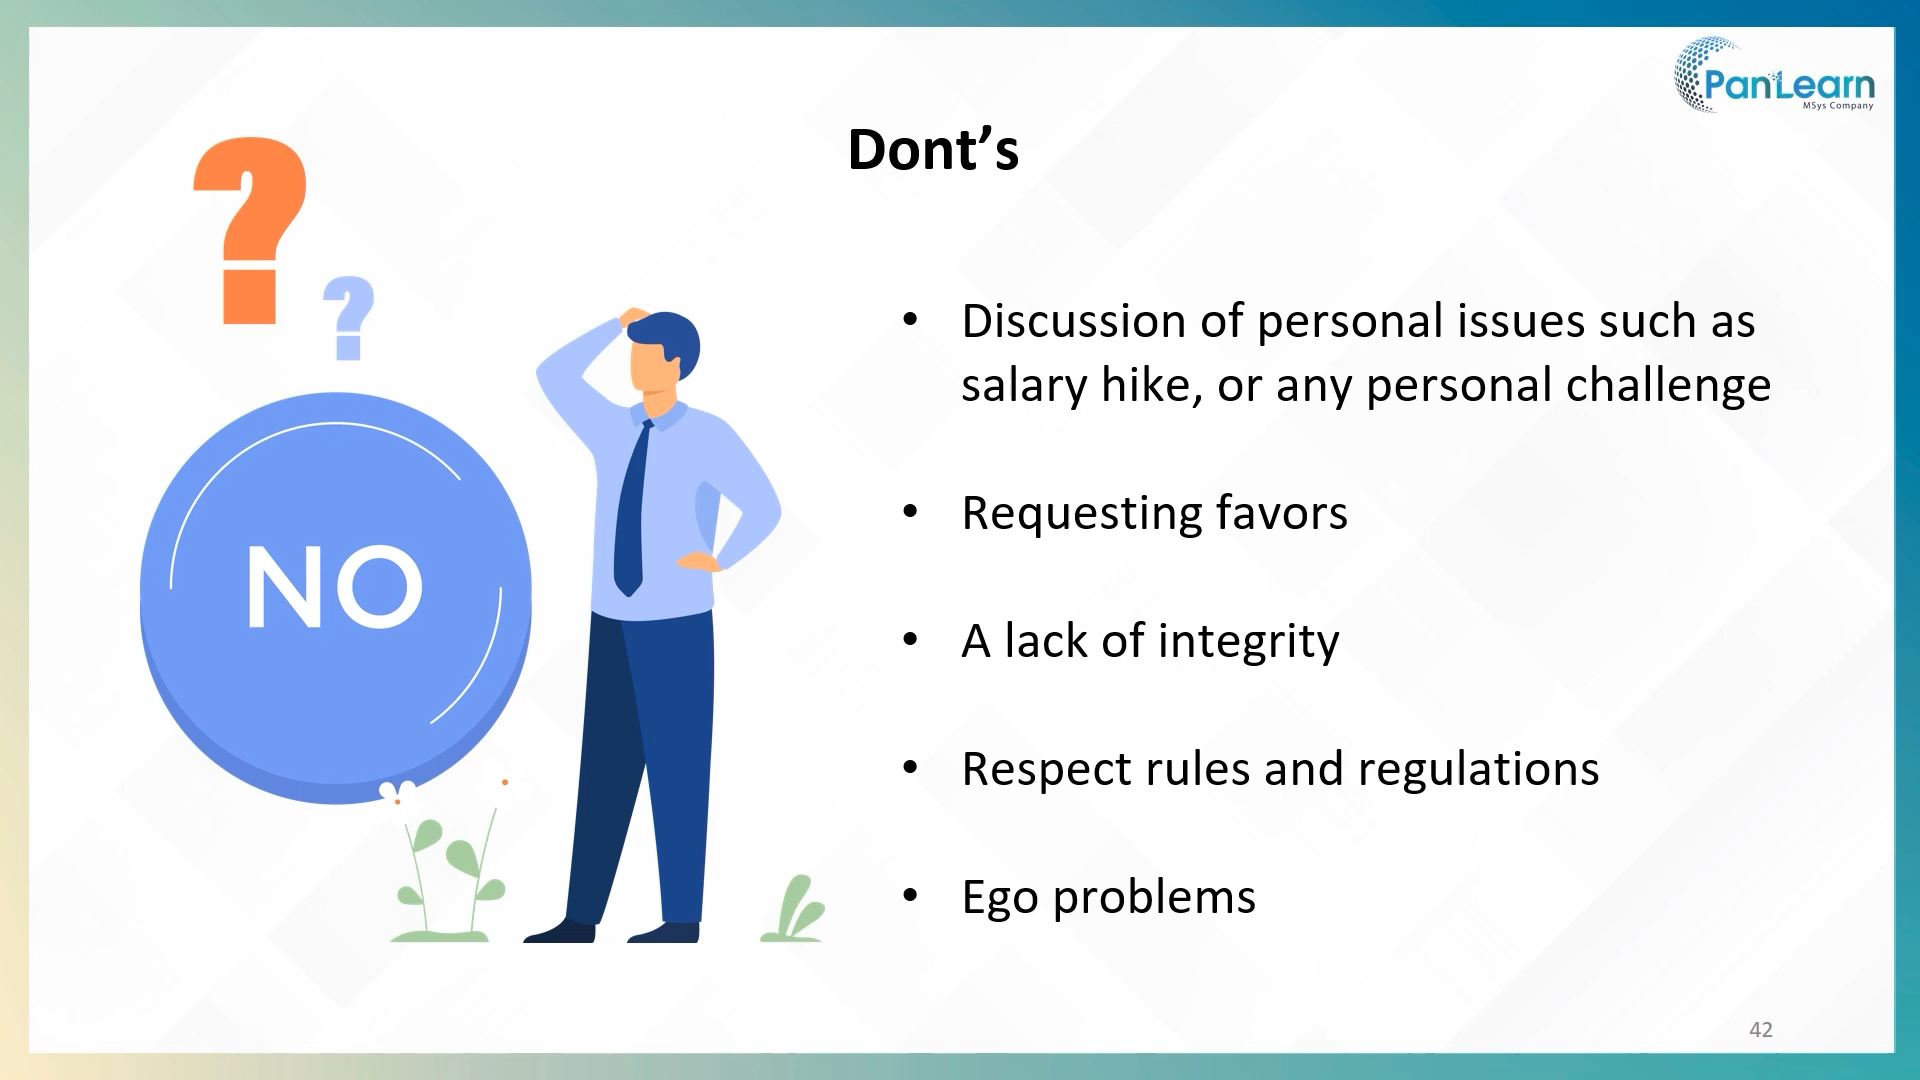 PanLearn
MSys Company
Dont’s
?
?
NO
• Discussion of personal issues such as
salary hike, or any personal challenge
• Requesting favors
• A lack of integrity
• Respect rules and regulations
• Ego problems
42